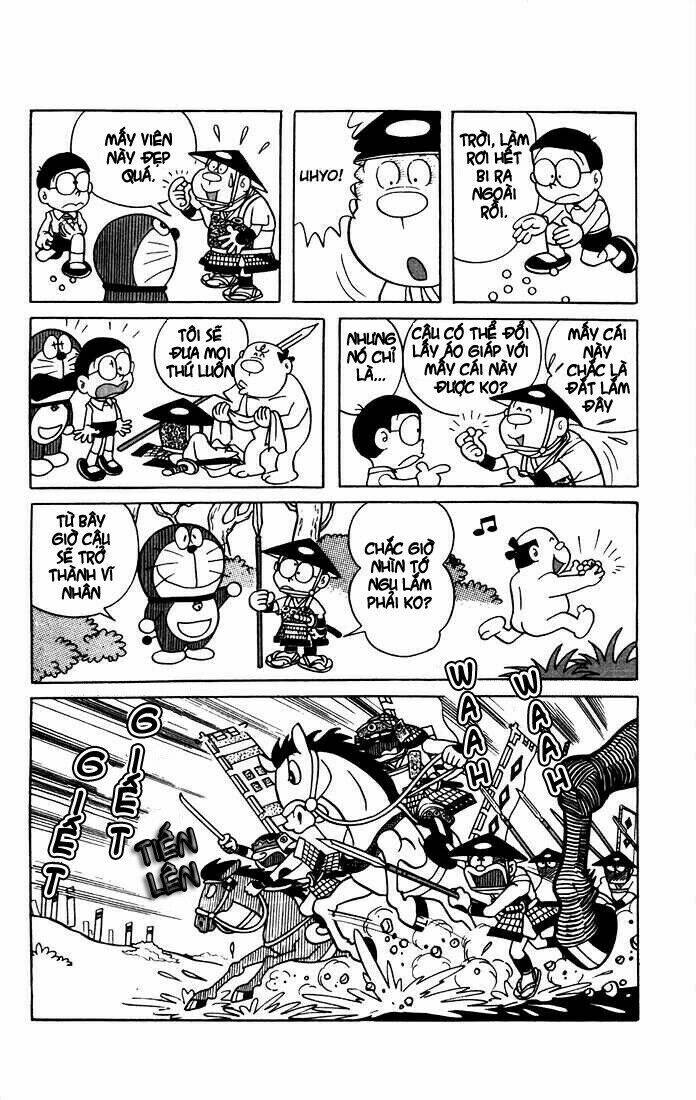 TRỜI, LÀM
RƠI HẾT
BI RA
NGOÀI
RỒI.
UHYO!
MẤY VIÊN
NÀY ĐẸP
QUÁ.
MẤY CÁI
NÀY
CHẮC LÀ
ĐẮT LẮM
ĐÂY
CẬU CÓ THỂ ĐỔI
LẤY ÁO GIÁP VỚI
MẤY CÁI NÀY
ĐƯỢC KO?
NHƯNG
NÓ CHỈ
LÀ...
TÔI SẼ
ĐƯA MỌI
THỨ LUÔN
CHẮC GIỜ
NHÌN TỚ
NGU LẮM
PHẢI KO?
TỪ BÂY
GIỜ CẬU
SẼ TRỞ
THÀNH VĨ
NHÂN
WAAH
WAAH
GIẾT
GIẾT
TIẾN
LÊN